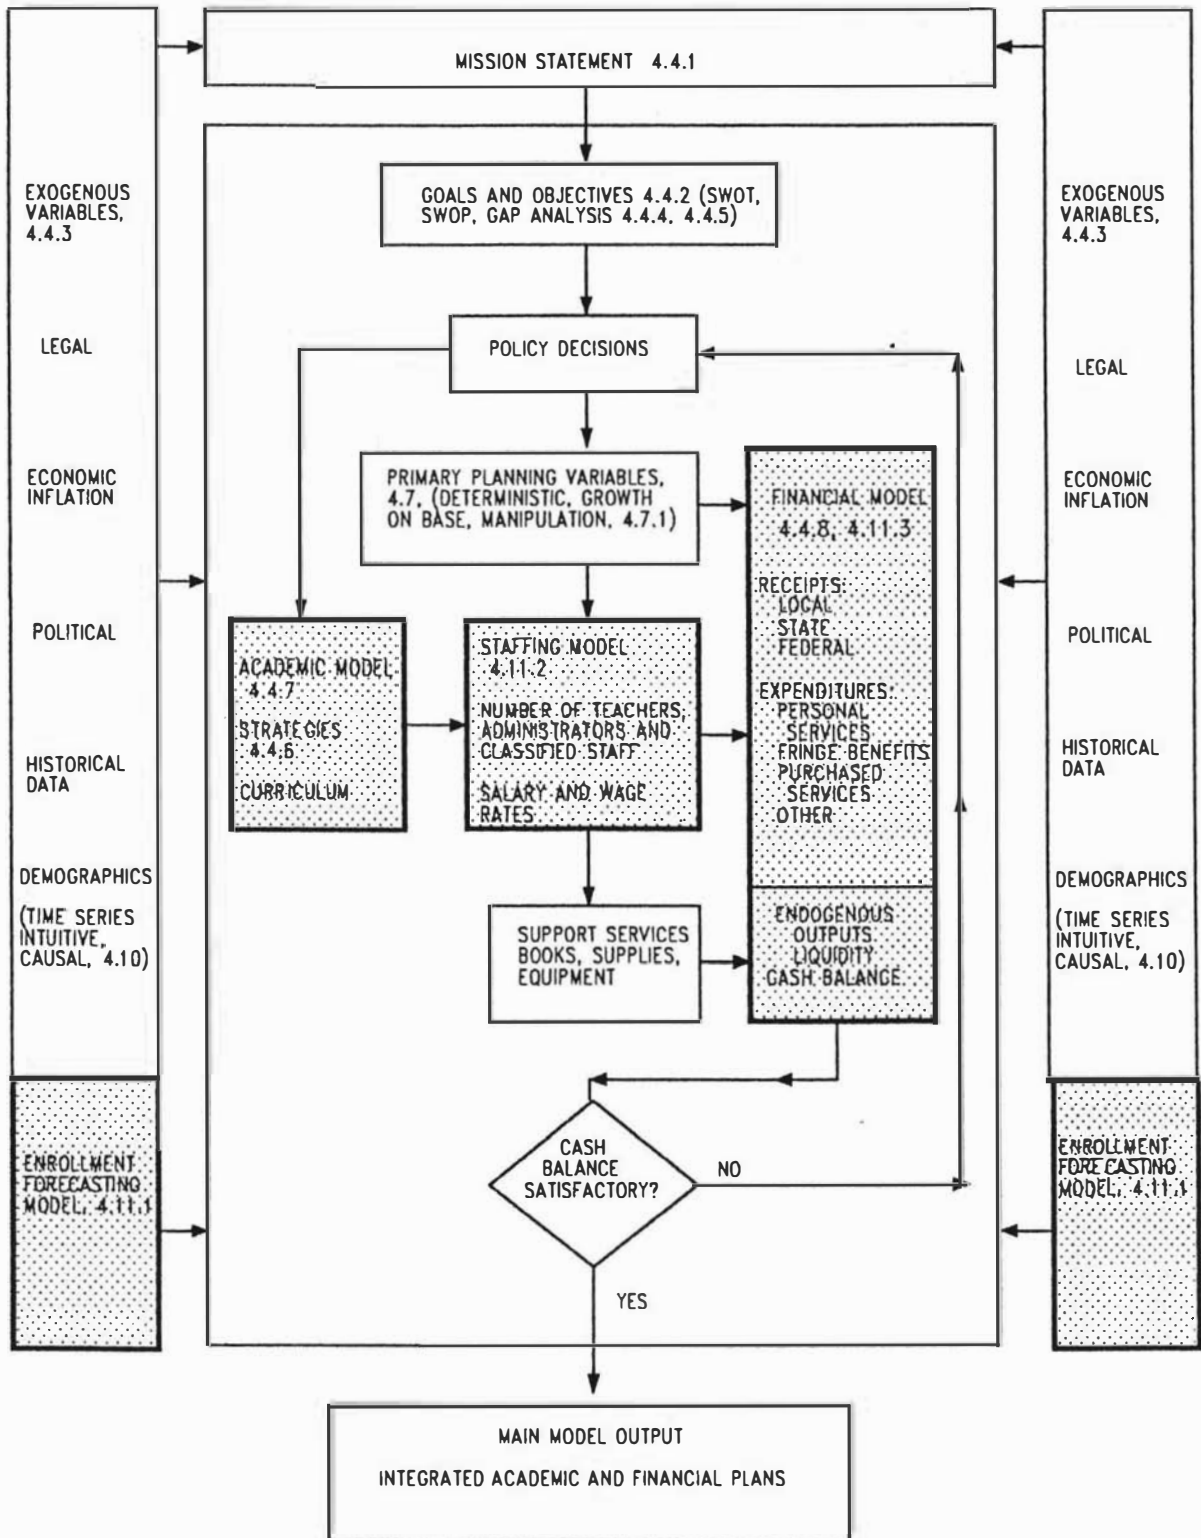 MISSION STATEMENT 4.4.1
EXOGENOUS
VARIABLES,
4.4.3
LEGAL
ECONOMIC
INFLATION
POLITICAL
HISTORICAL
DATA
DEMOGRAPHICS
(TIME SERIES
INTUITIVE,
CAUSAL, 4.10)
ENROLLMENT
FORECASTING
MODEL, 4.11.1
GOALS AND OBJECTIVES 4.4.2 (SWOT,
SWOP, GAP ANALYSIS 4.4.4, 4.4.5)
POLICY DECISIONS
PRIMARY PLANNING VARIABLES,
4.7, (DETERMINISTIC, GROWTH
ON BASE, MANIPULATION, 4.7.1)
ACADEMIC MODEL
4.4.7
STRATEGIES
4.4.6
CURRICULUM
STAFFING MODEL
4.11.2
NUMBER OF TEACHERS,
ADMINISTRATORS AND
CLASSIFIED STAFF
SALARY AND WAGE
RATES
SUPPORT SERVICES
BOOKS, SUPPLIES,
EQUIPMENT
FINANCIAL MODEL
4.4.8, 4.11.3
RECEIPTS:
LOCAL
STATE
FEDERAL
EXPENDITURES:
PERSONAL
SERVICES
FRINGE BENEFITS
PURCHASED
SERVICES
OTHER
ENDOGENOUS
OUTPUTS
LIQUIDITY
CASH BALANCE
CASH
BALANCE
SATISFACTORY?
NO
YES
EXOGENOUS
VARIABLES,
4.4.3
LEGAL
ECONOMIC
INFLATION
POLITICAL
HISTORICAL
DATA
DEMOGRAPHICS
(TIME SERIES
INTUITIVE,
CAUSAL, 4.10)
ENROLLMENT
FORECASTING
MODEL, 4.11.1
MAIN MODEL OUTPUT
INTEGRATED ACADEMIC AND FINANCIAL PLANS